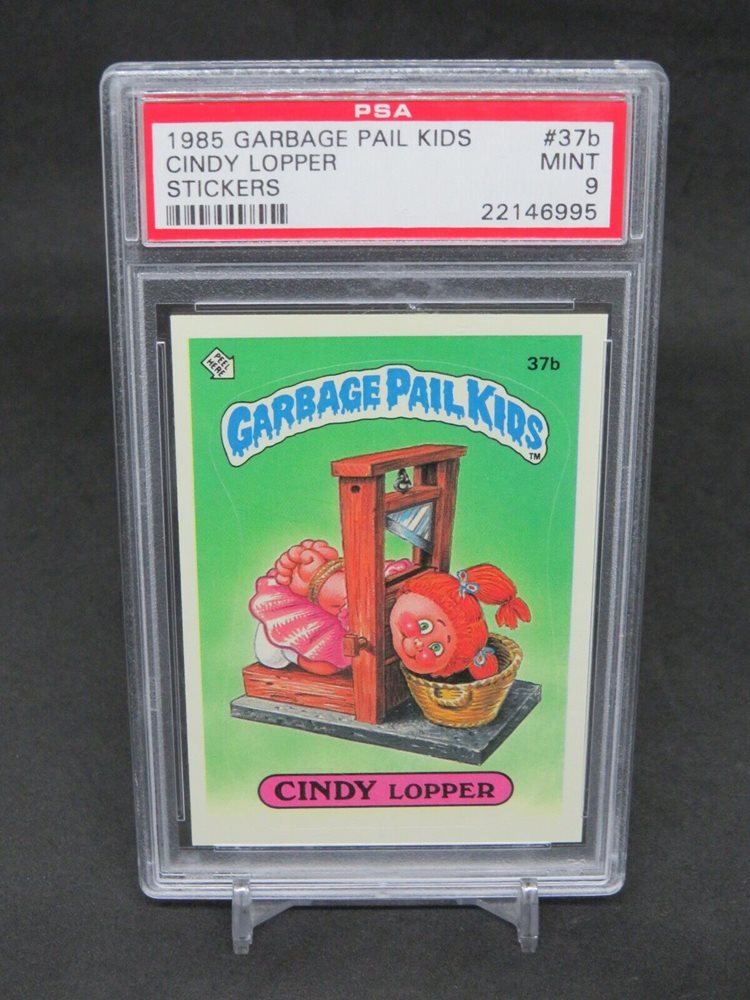 PSA
1985 GARBAGE PAIL KIDS #37b
CINDY LOPPER MINT
STICKERS 9
22146995
PEEL
HERE
37b
GARBAGE PAIL KIDS
TM
CINDY LOPPER